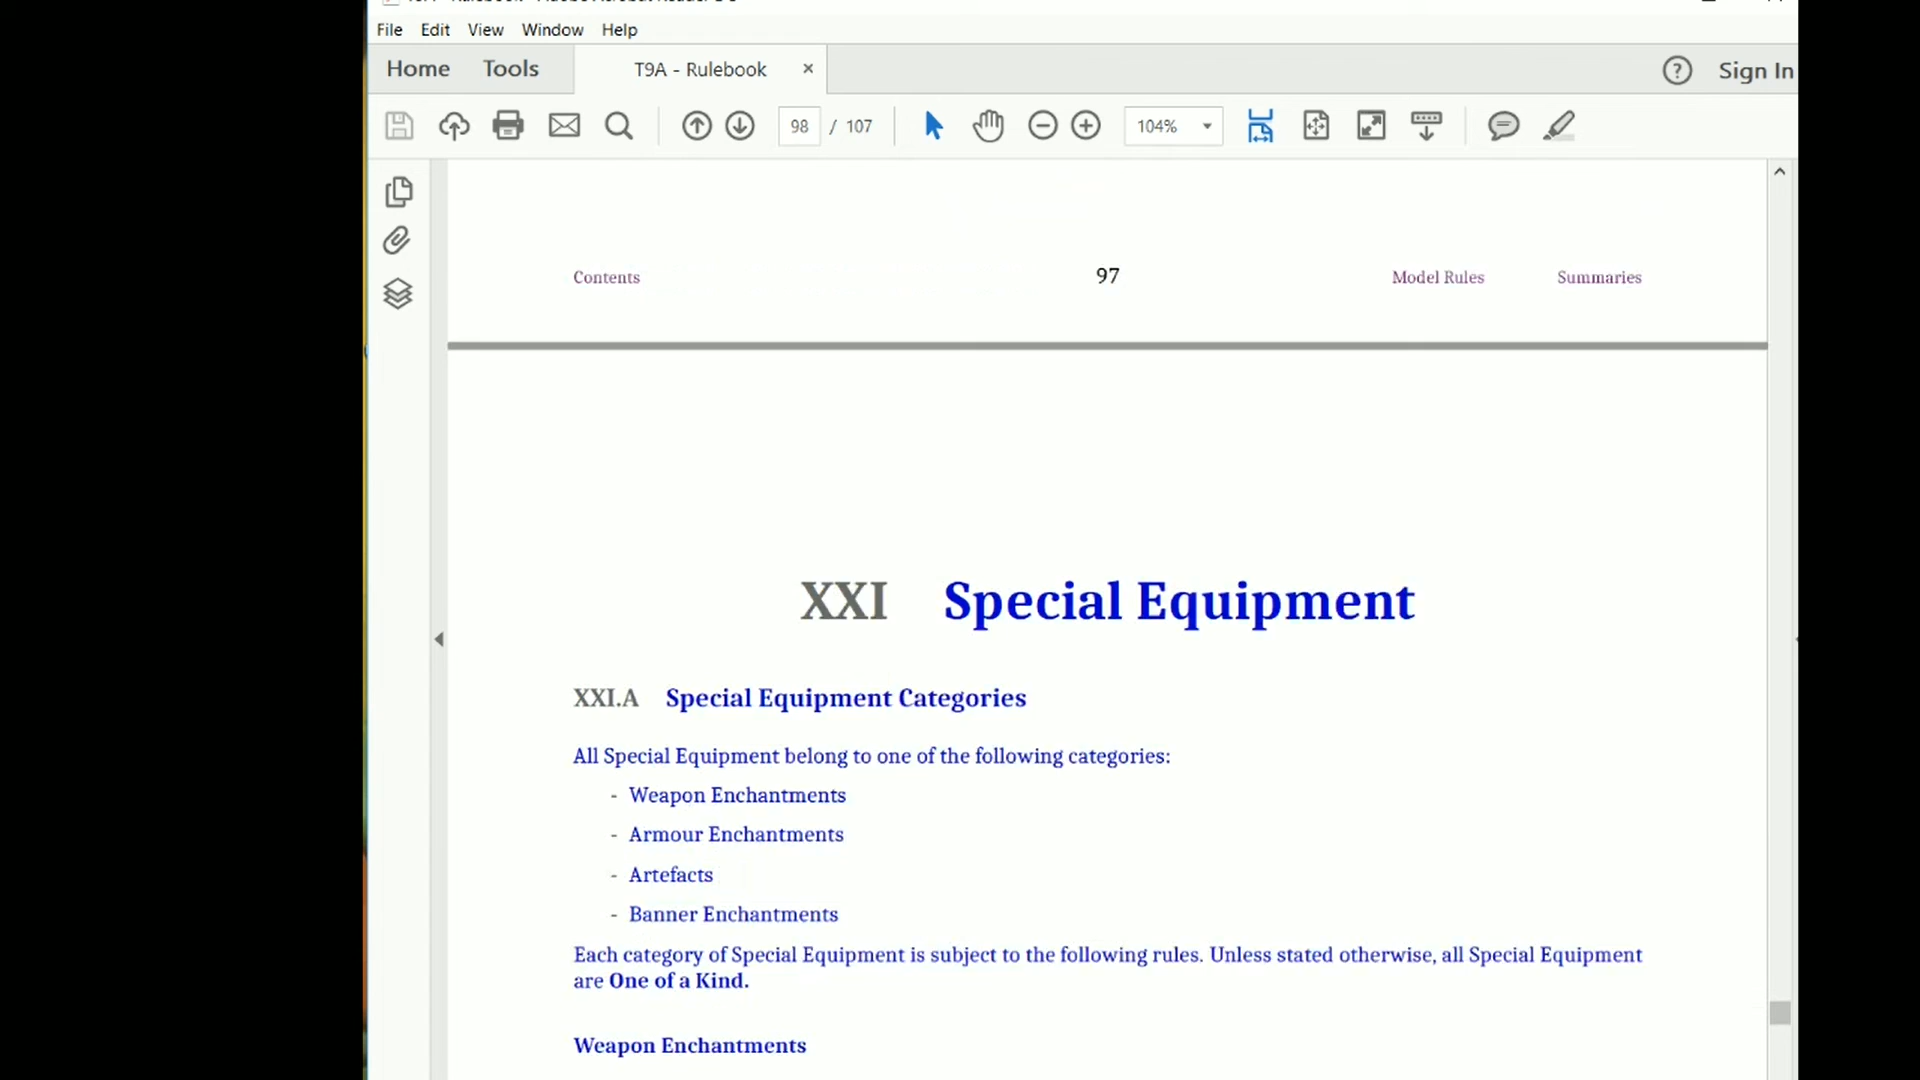 File Edit View Window Help
Home Tools T9A - Rulebook × ? Sign In
98 / 107 104%
Contents 97 Model Rules Summaries
XXI Special Equipment
XXI.A Special Equipment Categories
All Special Equipment belong to one of the following categories:
- Weapon Enchantments
- Armour Enchantments
- Artefacts
- Banner Enchantments
Each category of Special Equipment is subject to the following rules. Unless stated otherwise, all Special Equipment
are One of a Kind.
Weapon Enchantments